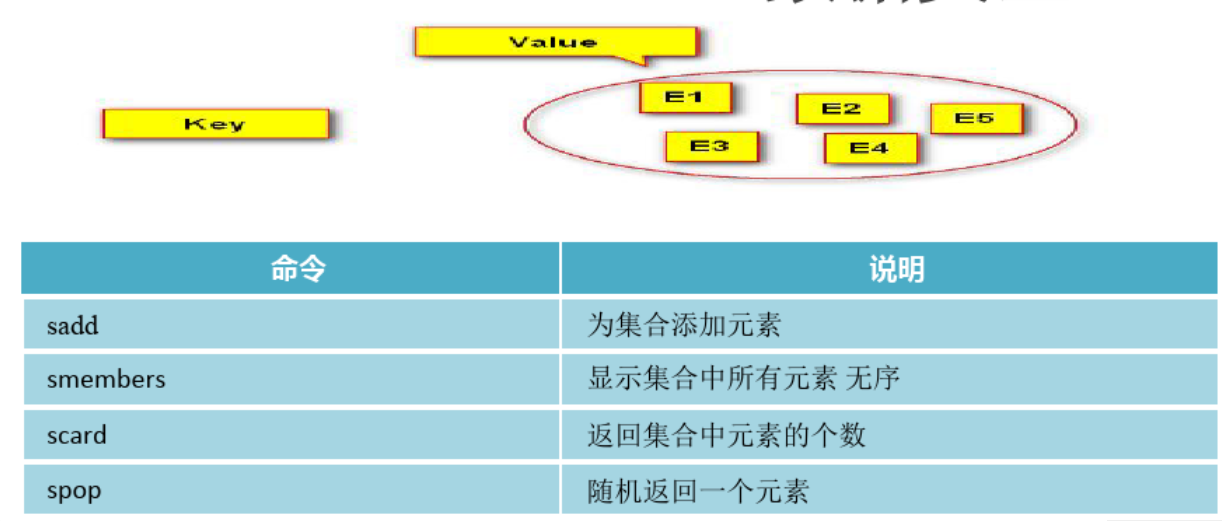 Value
Key
E1
E2
E5
E3
E4
命令 说明
sadd 为集合添加元素
smembers 显示集合中所有元素 无序
scard 返回集合中元素的个数
spop 随机返回一个元素